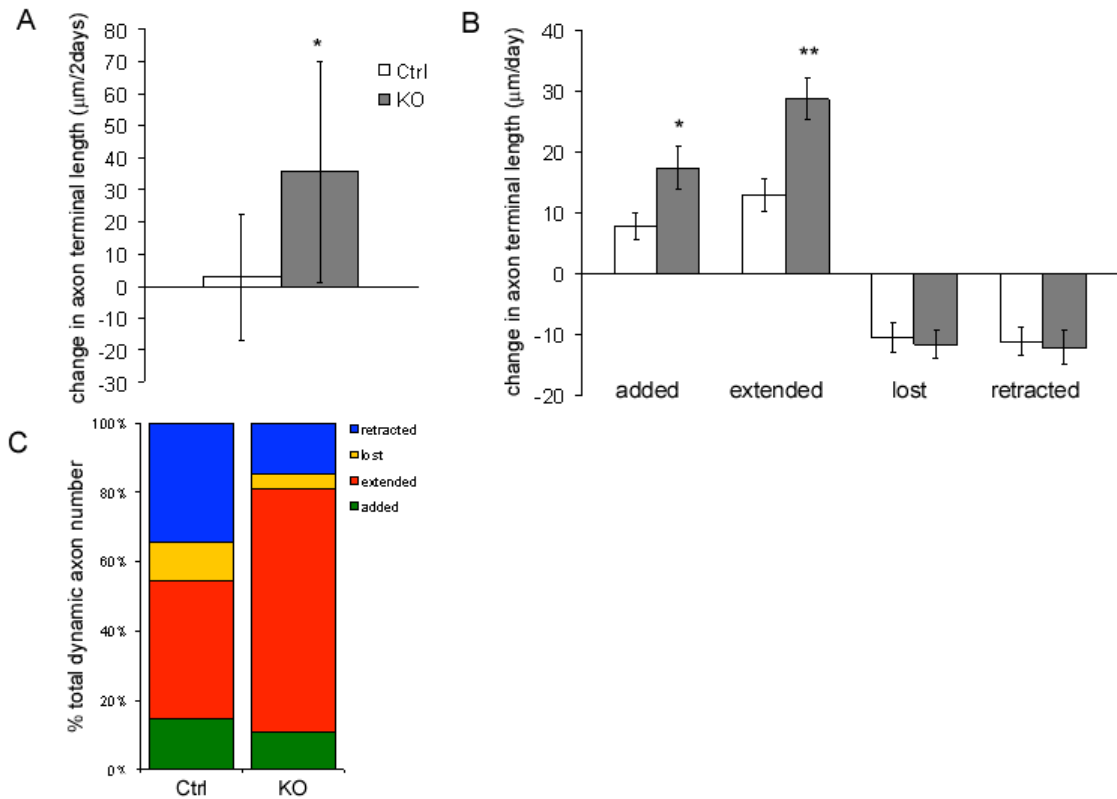 A
change in axon terminal length (μm/2days)
80
70
60
50
40
30
20
10
0
-10
-20
-30
*
Ctrl
KO
B
change in axon terminal length (μm/day)
40
30
20
10
0
-10
-20
*
**
added
extended
lost
retracted
C
% total dynamic axon number
100%
80%
60%
40%
20%
0%
Ctrl
KO
retracted
lost
extended
added